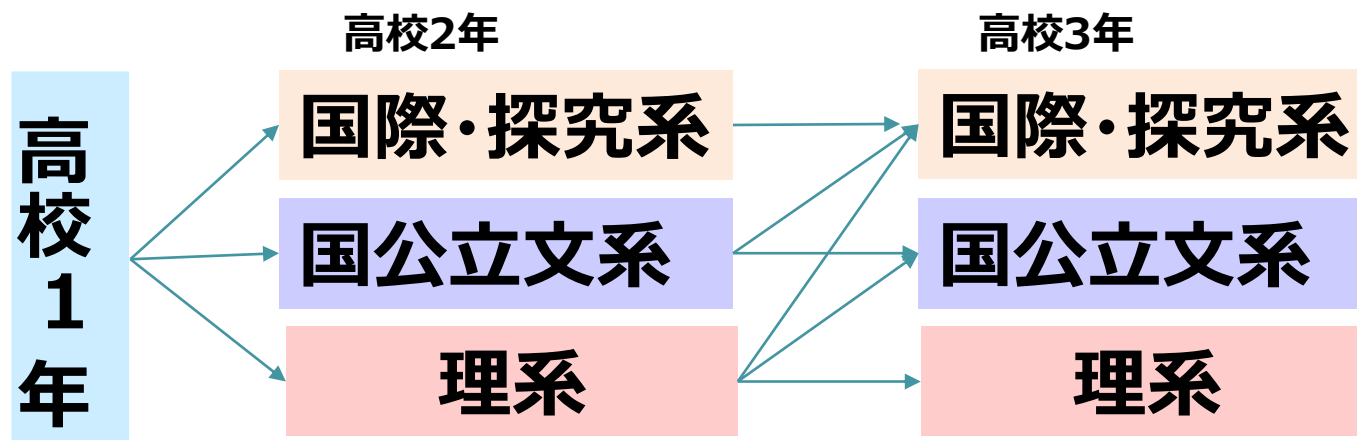 高校2年
高校3年
高校1年
国際・探究系
国公立文系
理系
国際・探究系
国公立文系
理系